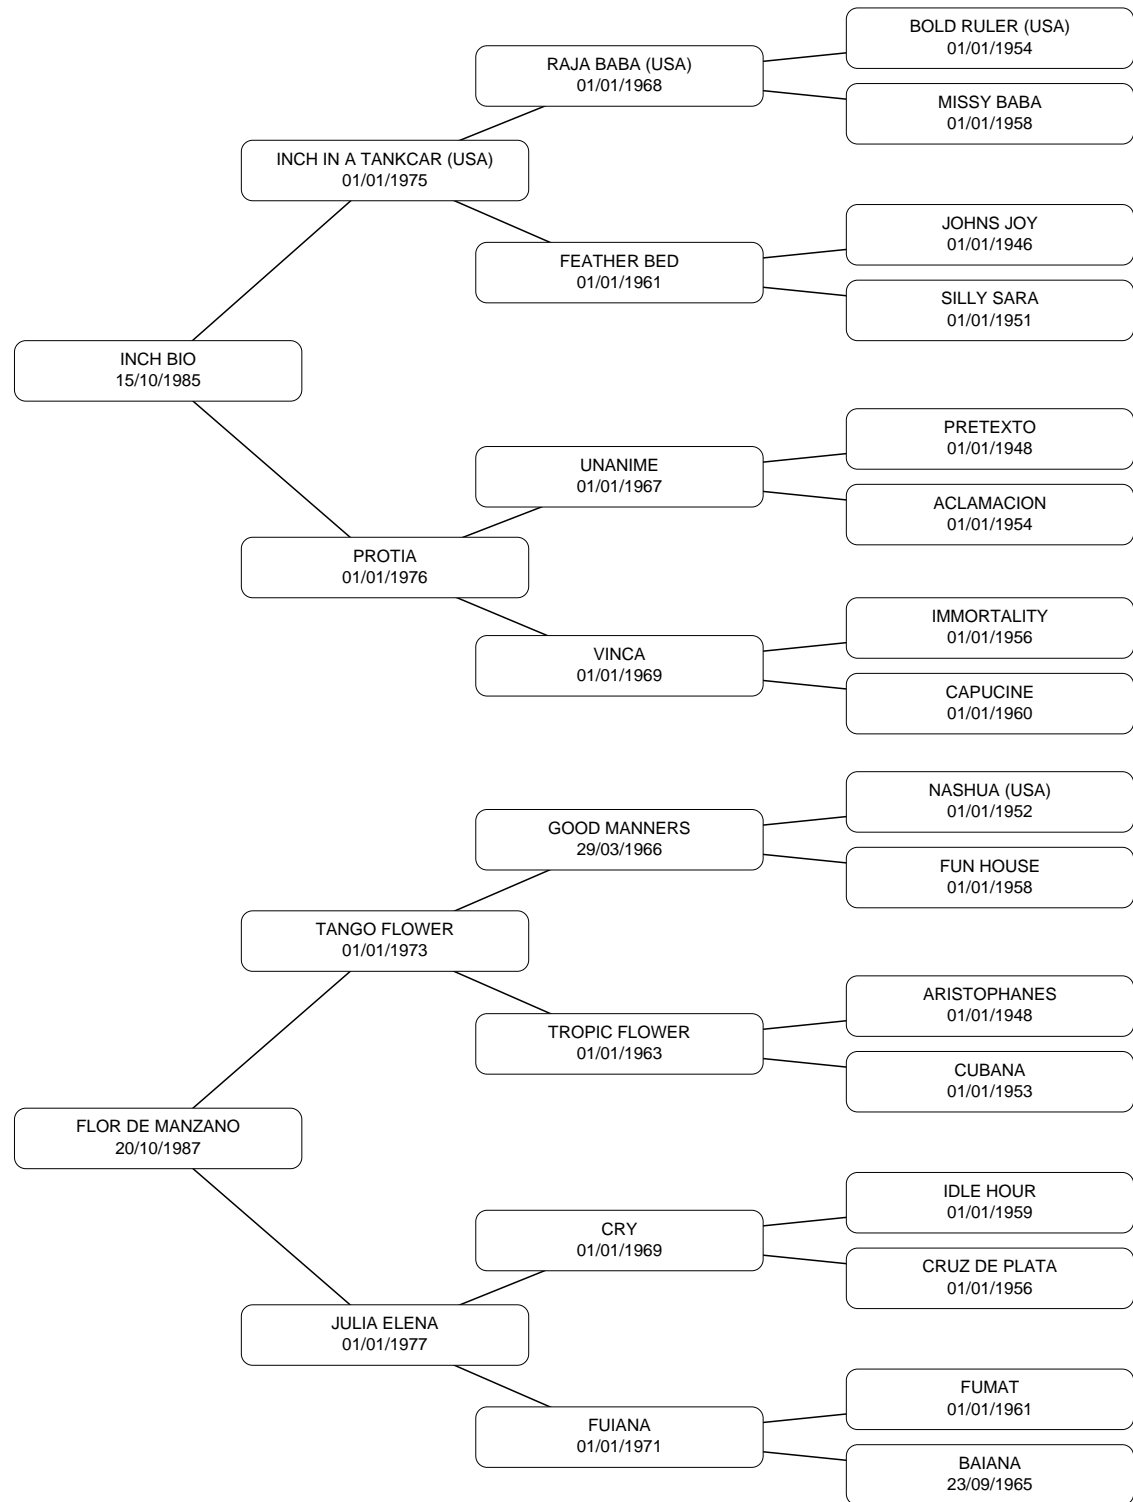 BOLD RULER (USA)
01/01/1954
RAJA BABA (USA)
01/01/1968
MISSY BABA
01/01/1958
INCH IN A TANKCAR (USA)
01/01/1975
JOHNS JOY
01/01/1946
FEATHER BED
01/01/1961
SILLY SARA
01/01/1951
INCH BIO
15/10/1985
PRETEXTO
01/01/1948
UNANIME
01/01/1967
ACLAMACION
01/01/1954
PROTIA
01/01/1976
IMMORTALITY
01/01/1956
VINCA
01/01/1969
CAPUCINE
01/01/1960
NASHUA (USA)
01/01/1952
GOOD MANNERS
29/03/1966
FUN HOUSE
01/01/1958
TANGO FLOWER
01/01/1973
ARISTOPHANES
01/01/1948
TROPIC FLOWER
01/01/1963
CUBANA
01/01/1953
FLOR DE MANZANO
20/10/1987
IDLE HOUR
01/01/1959
CRY
01/01/1969
CRUZ DE PLATA
01/01/1956
JULIA ELENA
01/01/1977
FUMAT
01/01/1961
FUIANA
01/01/1971
BAIANA
23/09/1965